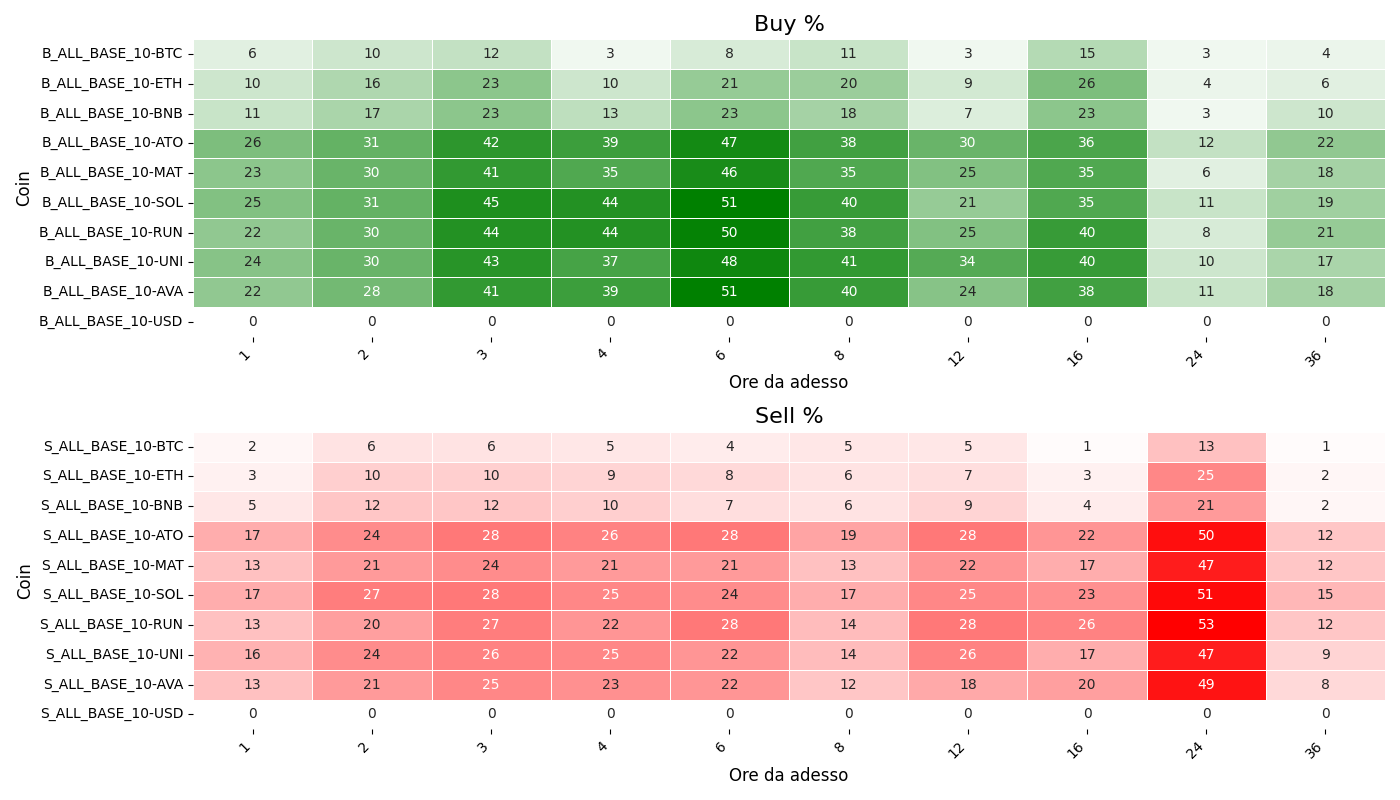 Buy %
Coin
B_ALL_BASE_10-BTC 6 10 12 3 8 11 3 15 3 4
B_ALL_BASE_10-ETH 10 16 23 10 21 20 9 26 4 6
B_ALL_BASE_10-BNB 11 17 23 13 23 18 7 23 3 10
B_ALL_BASE_10-ATO 26 31 42 39 47 38 30 36 12 22
B_ALL_BASE_10-MAT 23 30 41 35 46 35 25 35 6 18
B_ALL_BASE_10-SOL 25 31 45 44 51 40 21 35 11 19
B_ALL_BASE_10-RUN 22 30 44 44 50 38 25 40 8 21
B_ALL_BASE_10-UNI 24 30 43 37 48 41 34 40 10 17
B_ALL_BASE_10-AVA 22 28 41 39 51 40 24 38 11 18
B_ALL_BASE_10-USD 0 0 0 0 0 0 0 0 0 0
1 2 3 4 6 8 12 16 24 36
Ore da adesso
Sell %
Coin
S_ALL_BASE_10-BTC 2 6 6 5 4 5 5 1 13 1
S_ALL_BASE_10-ETH 3 10 10 9 8 6 7 3 25 2
S_ALL_BASE_10-BNB 5 12 12 10 7 6 9 4 21 2
S_ALL_BASE_10-ATO 17 24 28 26 28 19 28 22 50 12
S_ALL_BASE_10-MAT 13 21 24 21 21 13 22 17 47 12
S_ALL_BASE_10-SOL 17 27 28 25 24 17 25 23 51 15
S_ALL_BASE_10-RUN 13 20 27 22 28 14 28 26 53 12
S_ALL_BASE_10-UNI 16 24 26 25 22 14 26 17 47 9
S_ALL_BASE_10-AVA 13 21 25 23 22 12 18 20 49 8
S_ALL_BASE_10-USD 0 0 0 0 0 0 0 0 0 0
1 2 3 4 6 8 12 16 24 36
Ore da adesso